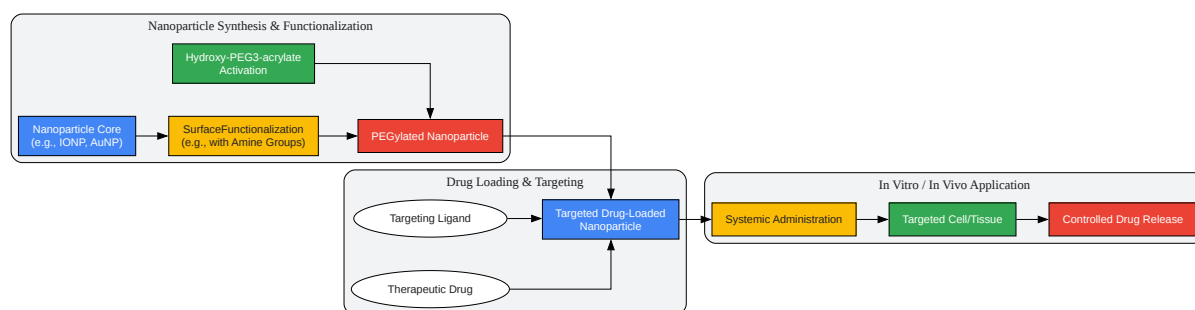 Nanoparticle Synthesis & Functionalization
Hydroxy-PEG3-acrylate
Activation
Nanoparticle Core
(e.g., IONP, AuNP)
SurfaceFunctionalization
(e.g., with Amine Groups)
PEGylated Nanoparticle
Drug Loading & Targeting
Targeting Ligand
Targeted Drug-Loaded
Nanoparticle
Therapeutic Drug
In Vitro / In Vivo Application
Systemic Administration
Targeted Cell/Tissue
Controlled Drug Release